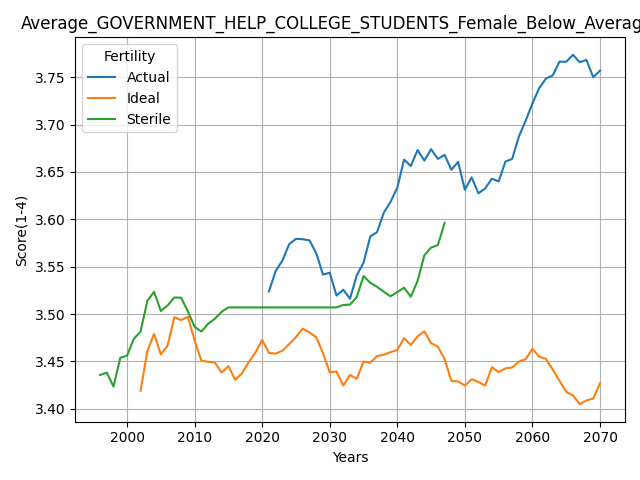 Average_GOVERNMENT_HELP_COLLEGE_STUDENTS_Female_Below_Averag
Fertility
Actual
Ideal
Sterile
Score(1-4)
3.75
3.70
3.65
3.60
3.55
3.50
3.45
3.40
2000 2010 2020 2030 2040 2050 2060 2070
Years